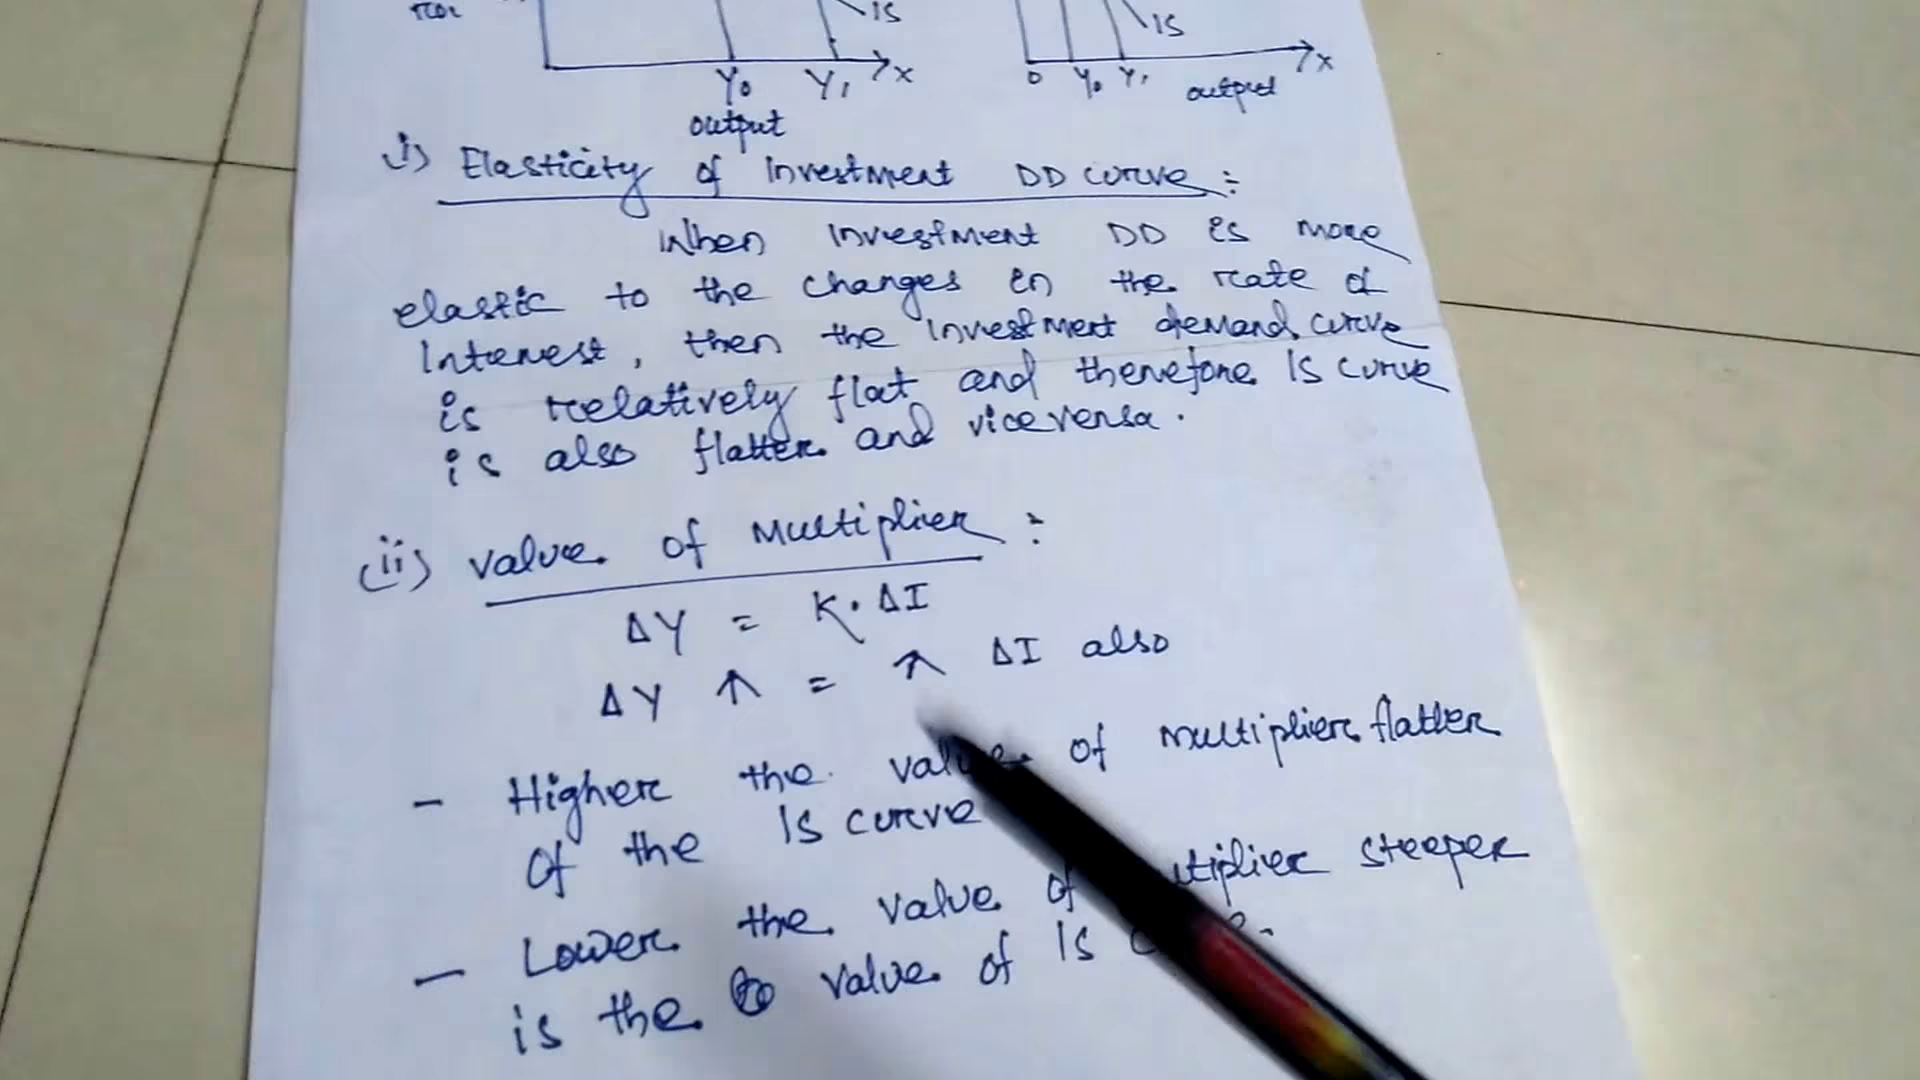 IS
IS
Y0 Y1 X
0 Y0 Y1 X
output
output
i) Elasticity of Investment DD curve :
When investment DD is more
elastic to the changes in the rate of
Interest, then the investment demand curve
is relatively flat and therefore IS curve
is also flatter and viceversa.
(ii) value of Multiplier :
ΔY = K.ΔI
ΔY ↑ = ↑ ΔI also
- Higher the value of multiplier flatter
of the IS curve
- Lower the value of multiplier steeper
is the value of IS